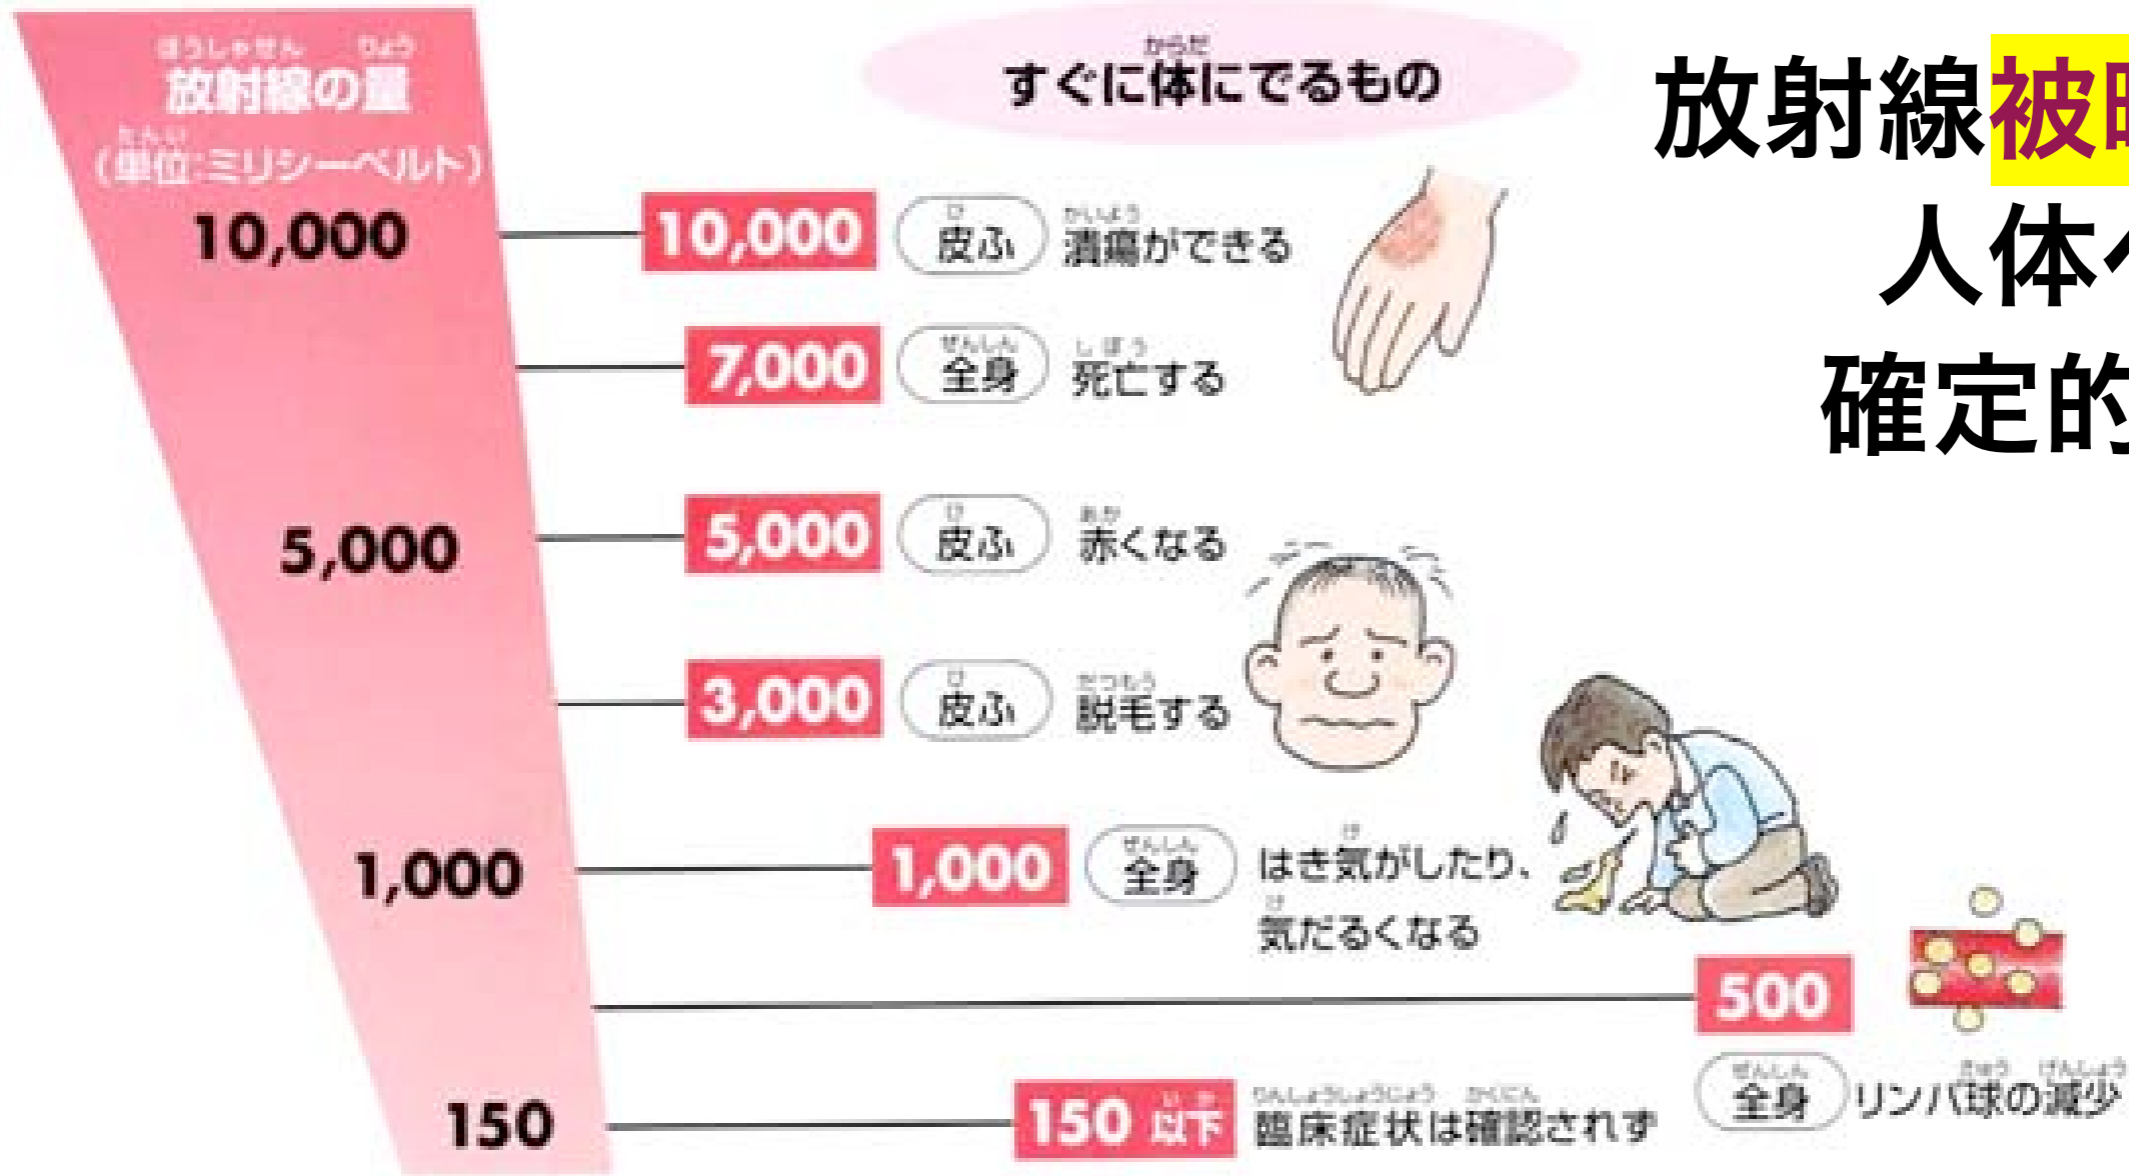 放射線の量
(単位:ミリシーベルト)
すぐに体にでるもの
放射線被
人体
確定的
10,000
10,000 皮ふ 潰瘍ができる
7,000 全身 死亡する
5,000
5,000 皮ふ 赤くなる
3,000 皮ふ 脱毛する
1,000
1,000 全身 はき気がしたり、
気だるくなる
500
全身 リンパ球の減少
150
150 以下 臨床症状は確認されず